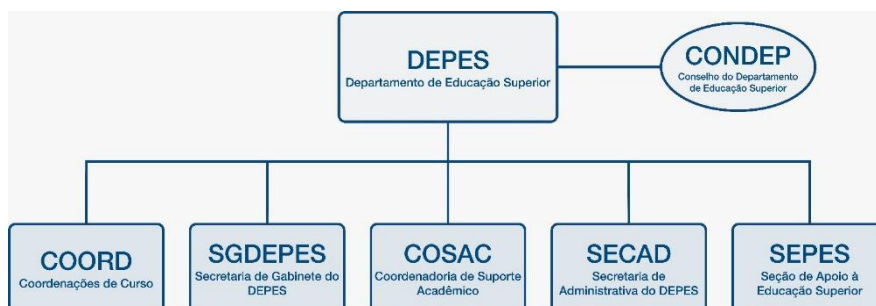 DEPES
Departamento de Educação Superior
CONDEP
Conselho do Departamento
de Educação Superior
COORD
Coordenações de Curso
SGDEPES
Secretaria de Gabinete do
DEPES
COSAC
Coordenadoria de Suporte
Acadêmico
SECAD
Secretaria de
Administrativa do DEPES
SEPES
Seção de Apoio à
Educação Superior